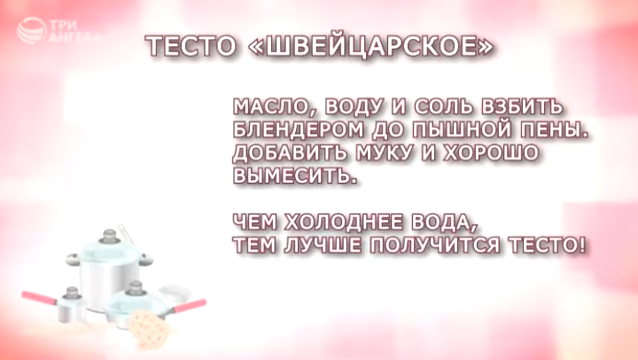 ТРИ
АНГЕЛА
ТЕСТО «ШВЕЙЦАРСКОЕ»
МАСЛО, ВОДУ И СОЛЬ ВЗБИТЬ
БЛЕНДЕРОМ ДО ПЫШНОЙ ПЕНЫ.
ДОБАВИТЬ МУКУ И ХОРОШО
ВЫМЕСИТЬ.
ЧЕМ ХОЛОДНЕЕ ВОДА,
ТЕМ ЛУЧШЕ ПОЛУЧИТСЯ ТЕСТО!